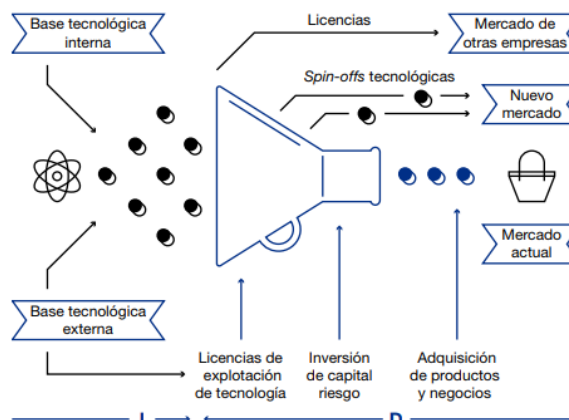 Base tecnológica
interna
Licencias
Mercado de
otras empresas
Spin-offs tecnológicas
Nuevo
mercado
Mercado
actual
Base tecnológica
externa
Licencias de
explotación
de tecnología
Inversión
de capital
riesgo
Adquisición
de productos
y negocios